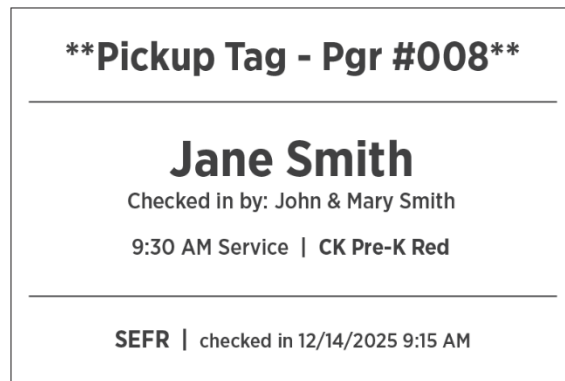 **Pickup Tag - Pgr #008**
Jane Smith
Checked in by: John & Mary Smith
9:30 AM Service | CK Pre-K Red
SEFR | checked in 12/14/2025 9:15 AM